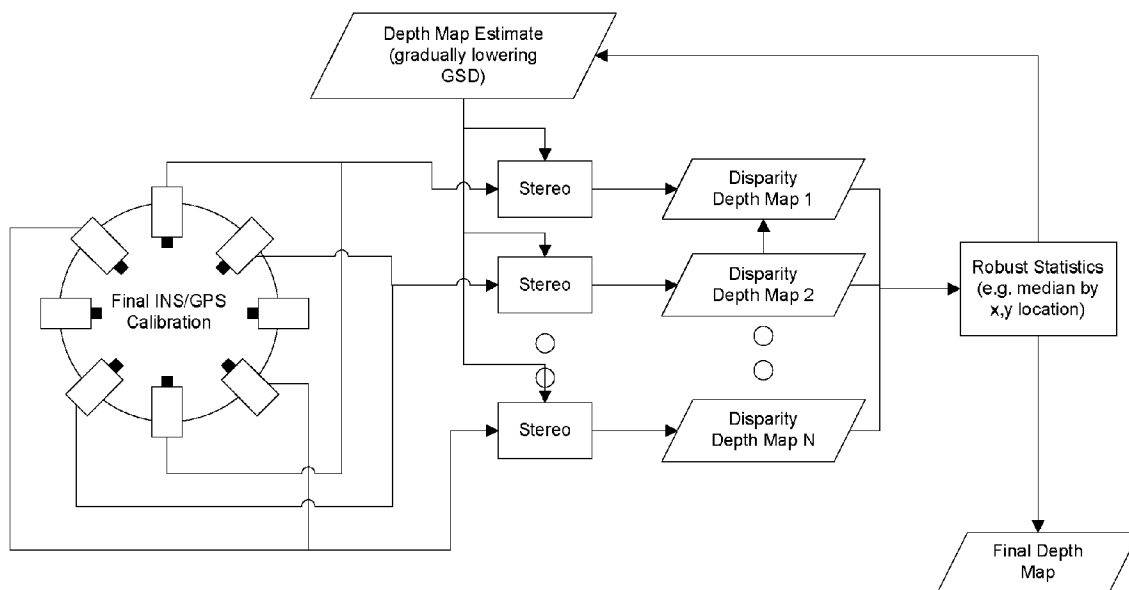 Depth Map Estimate
(gradually lowering
GSD)
Stereo
Disparity
Depth Map 1
Stereo
Disparity
Depth Map 2
Final INS/GPS
Calibration
Robust Statistics
(e.g. median by
x,y location)
Stereo
Disparity
Depth Map N
Final Depth
Map